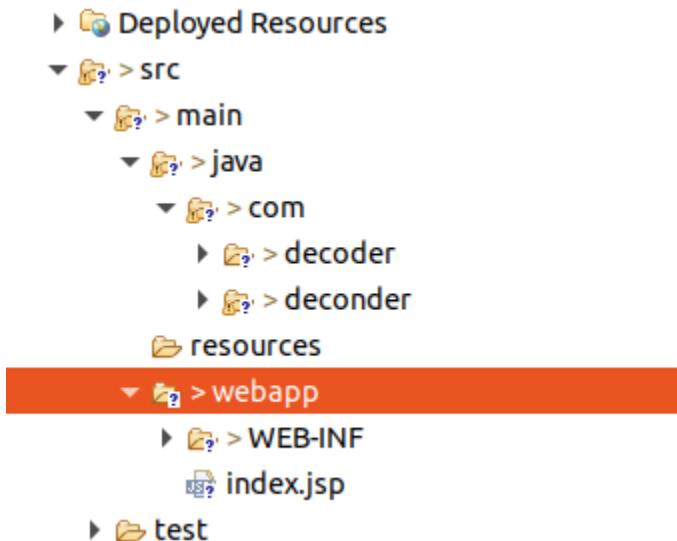 Deployed Resources
> src
> main
> java
> com
> decoder
> deconder
resources
> webapp
> WEB-INF
index.jsp
test